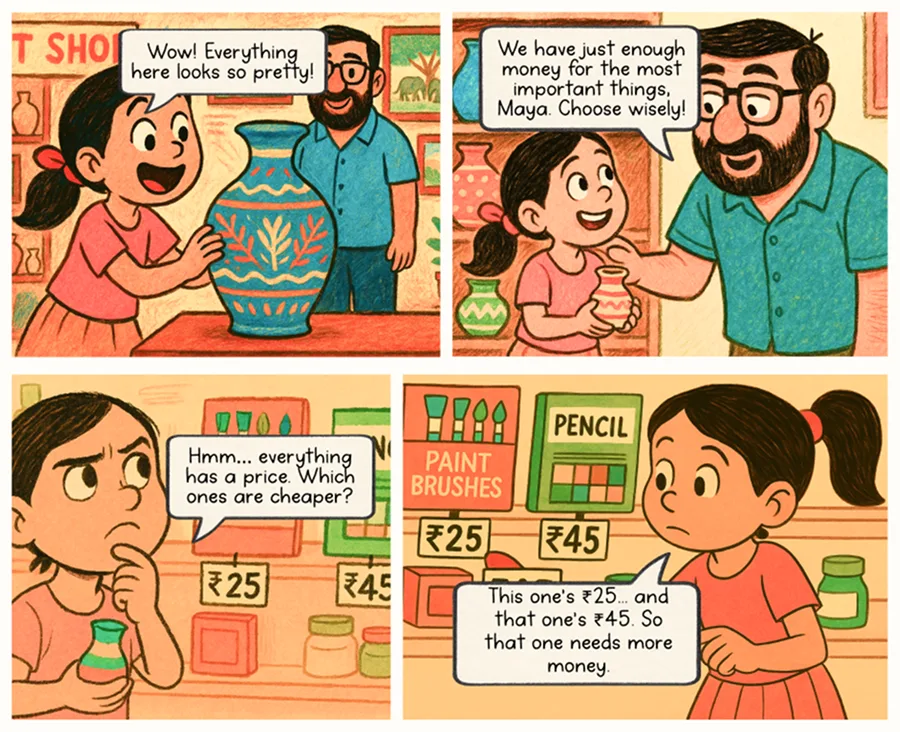 T SHO
Wow! Everything
here looks so pretty!
We have just enough
money for the most
important things,
Maya. Choose wisely!
Hmm... everything
has a price. Which
ones are cheaper?
₹25
₹45
PAINT
BRUSHES
PENCIL
₹25
₹45
This one's ₹25... and
that one's ₹45. So
that one needs more
money.